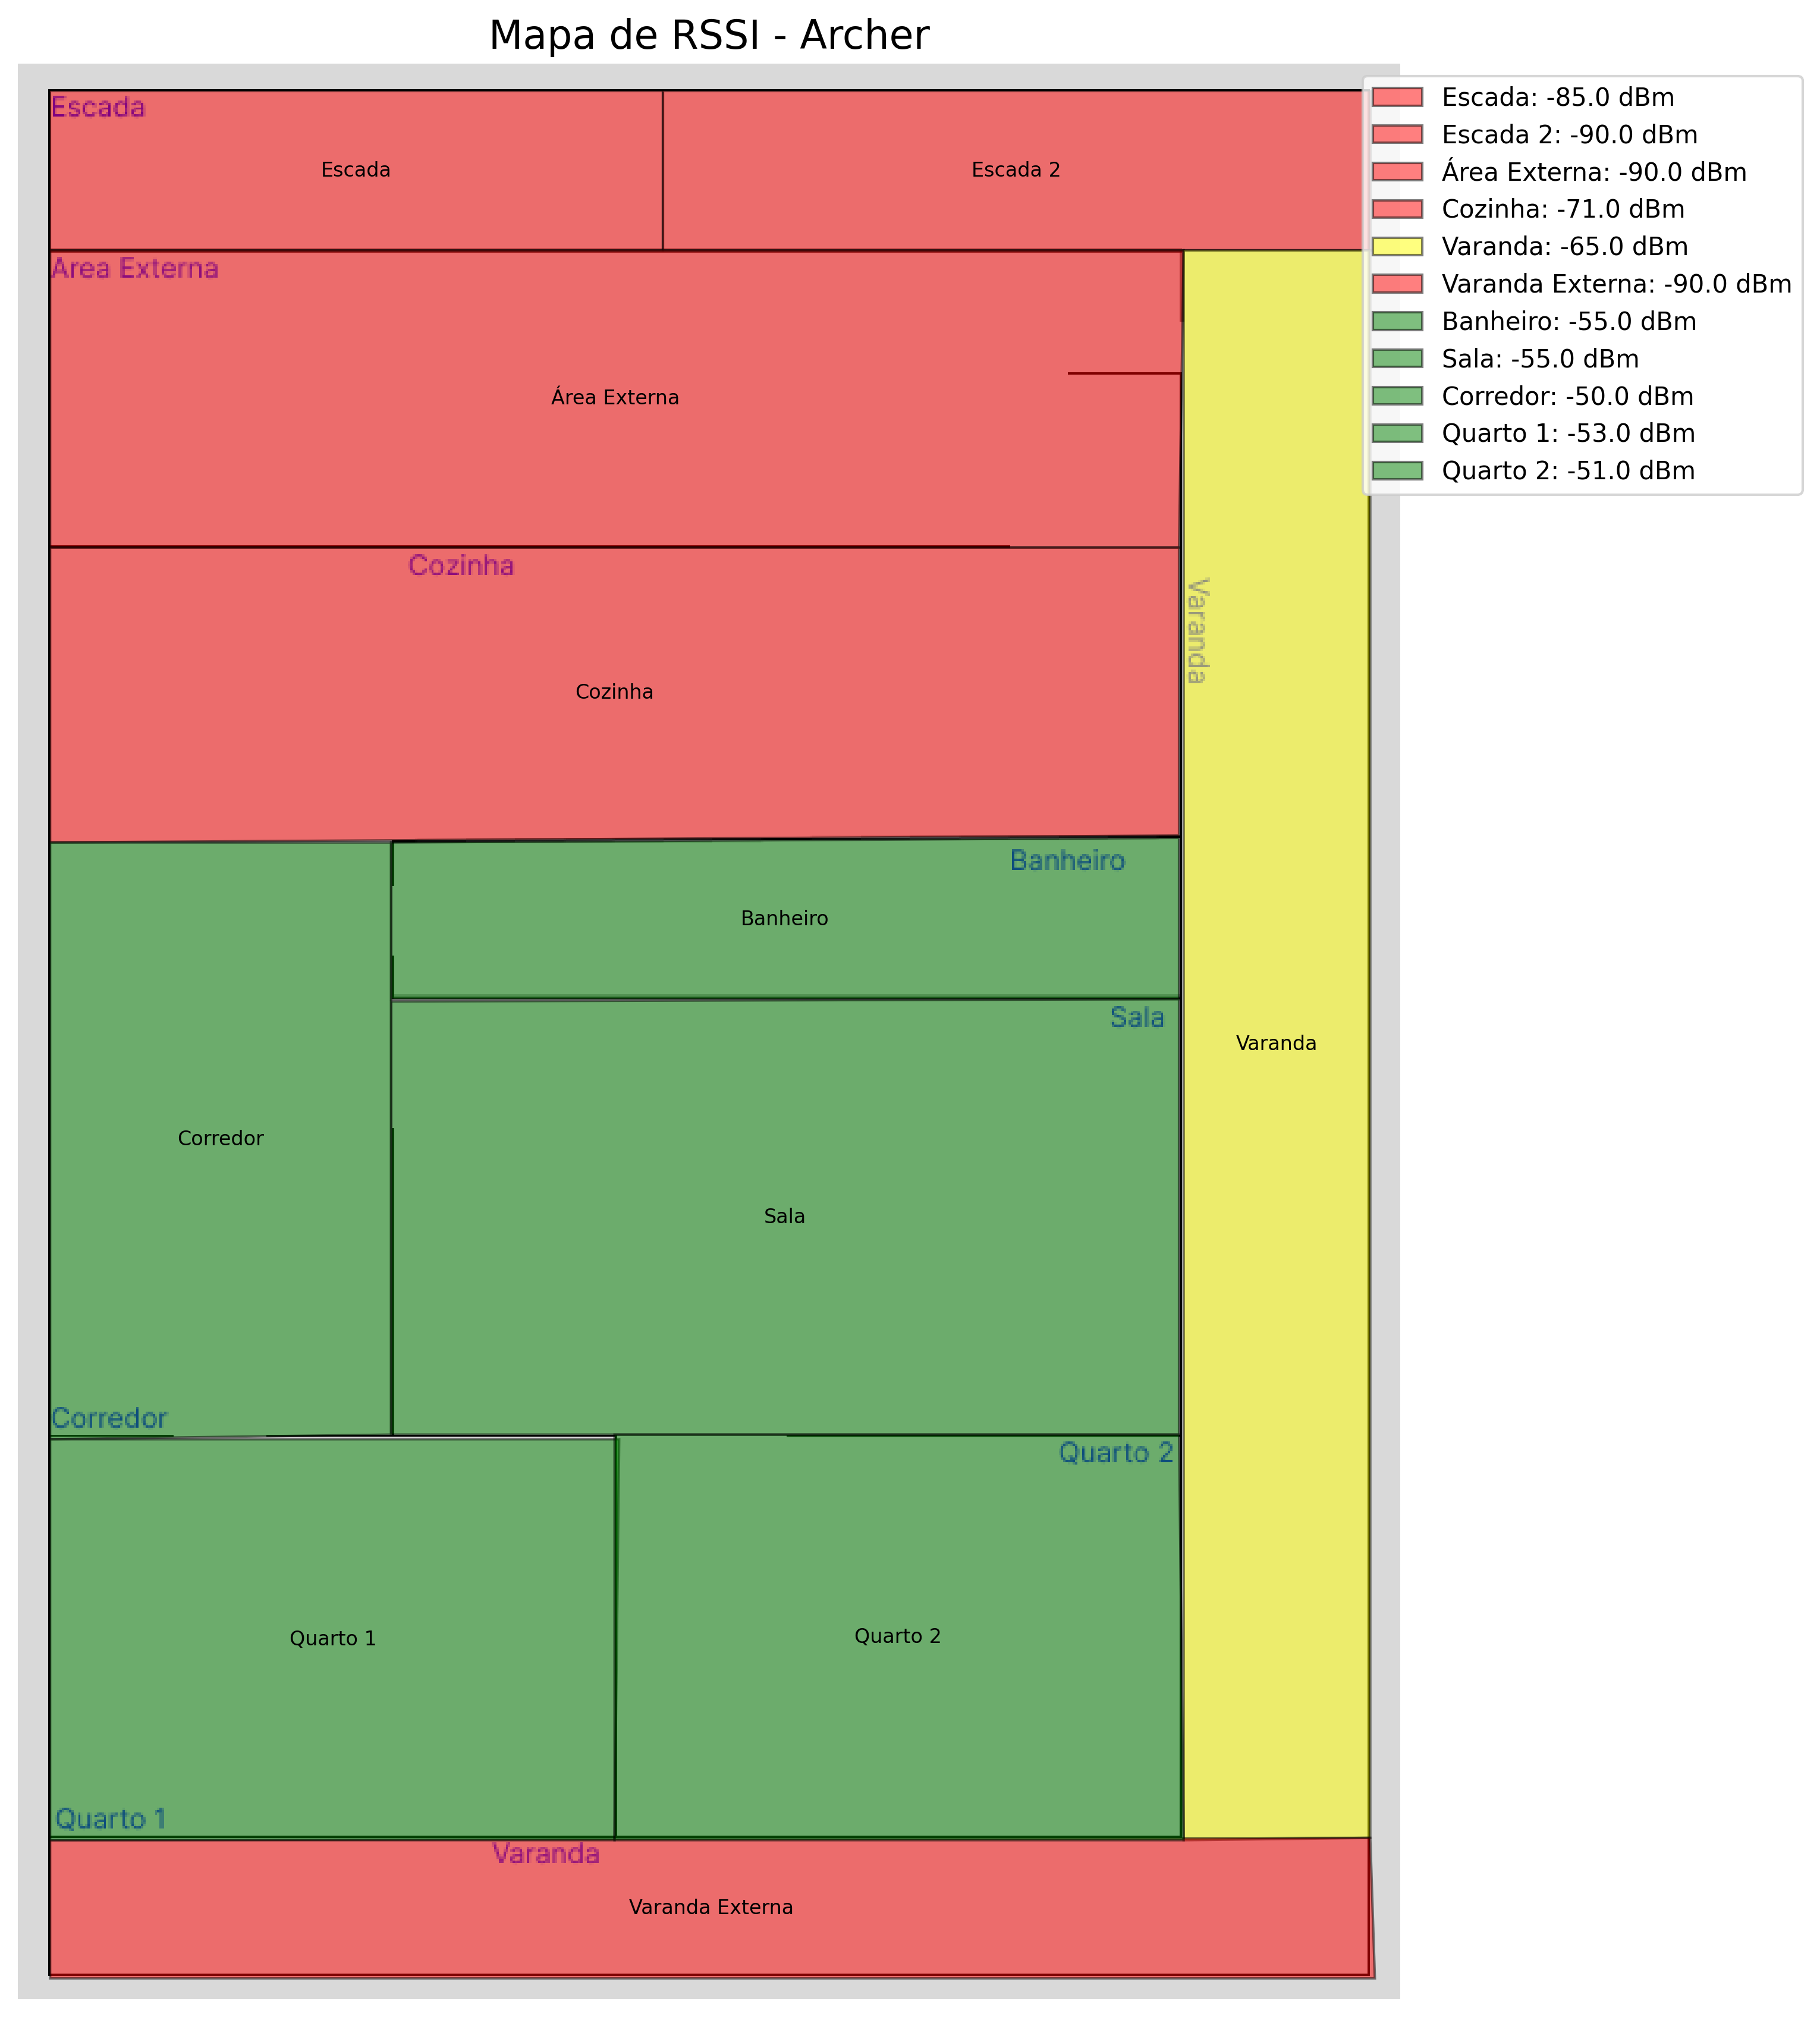 Mapa de RSSI - Archer
Escada: -85.0 dBm
Escada 2: -90.0 dBm
Área Externa: -90.0 dBm
Cozinha: -71.0 dBm
Varanda: -65.0 dBm
Varanda Externa: -90.0 dBm
Banheiro: -55.0 dBm
Sala: -55.0 dBm
Corredor: -50.0 dBm
Quarto 1: -53.0 dBm
Quarto 2: -51.0 dBm
Escada
Escada
Escada 2
Área Externa
Área Externa
Cozinha
Varanda
Cozinha
Banheiro
Banheiro
Sala
Varanda
Corredor
Sala
Corredor
Quarto 2
Quarto 1
Quarto 2
Quarto 1
Varanda
Varanda Externa